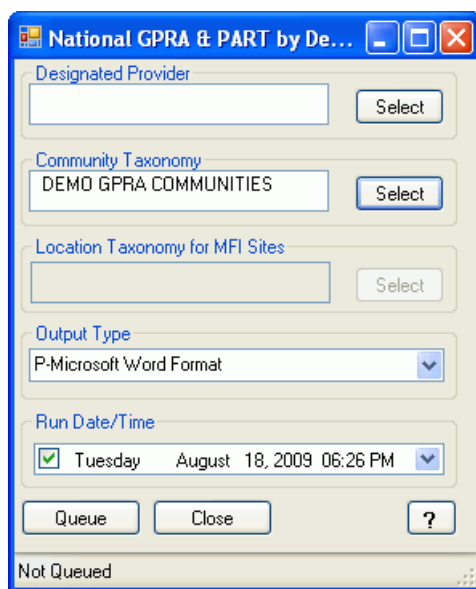 National GPRA & PART by De...
Designated Provider
Select
Community Taxonomy
DEMO GPRA COMMUNITIES
Select
Location Taxonomy for MFI Sites
Select
Output Type
P-Microsoft Word Format
Run Date/Time
Tuesday August 18, 2009 06:26 PM
Queue Close ?
Not Queued